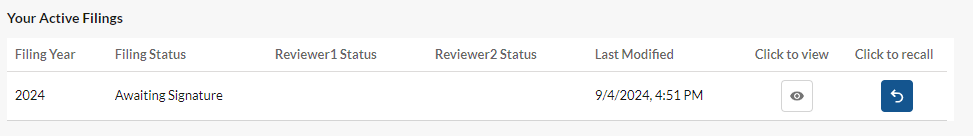 Your Active Filings
Filing Year Filing Status Reviewer1 Status Reviewer2 Status Last Modified Click to view Click to recall
2024 Awaiting Signature 9/4/2024, 4:51 PM